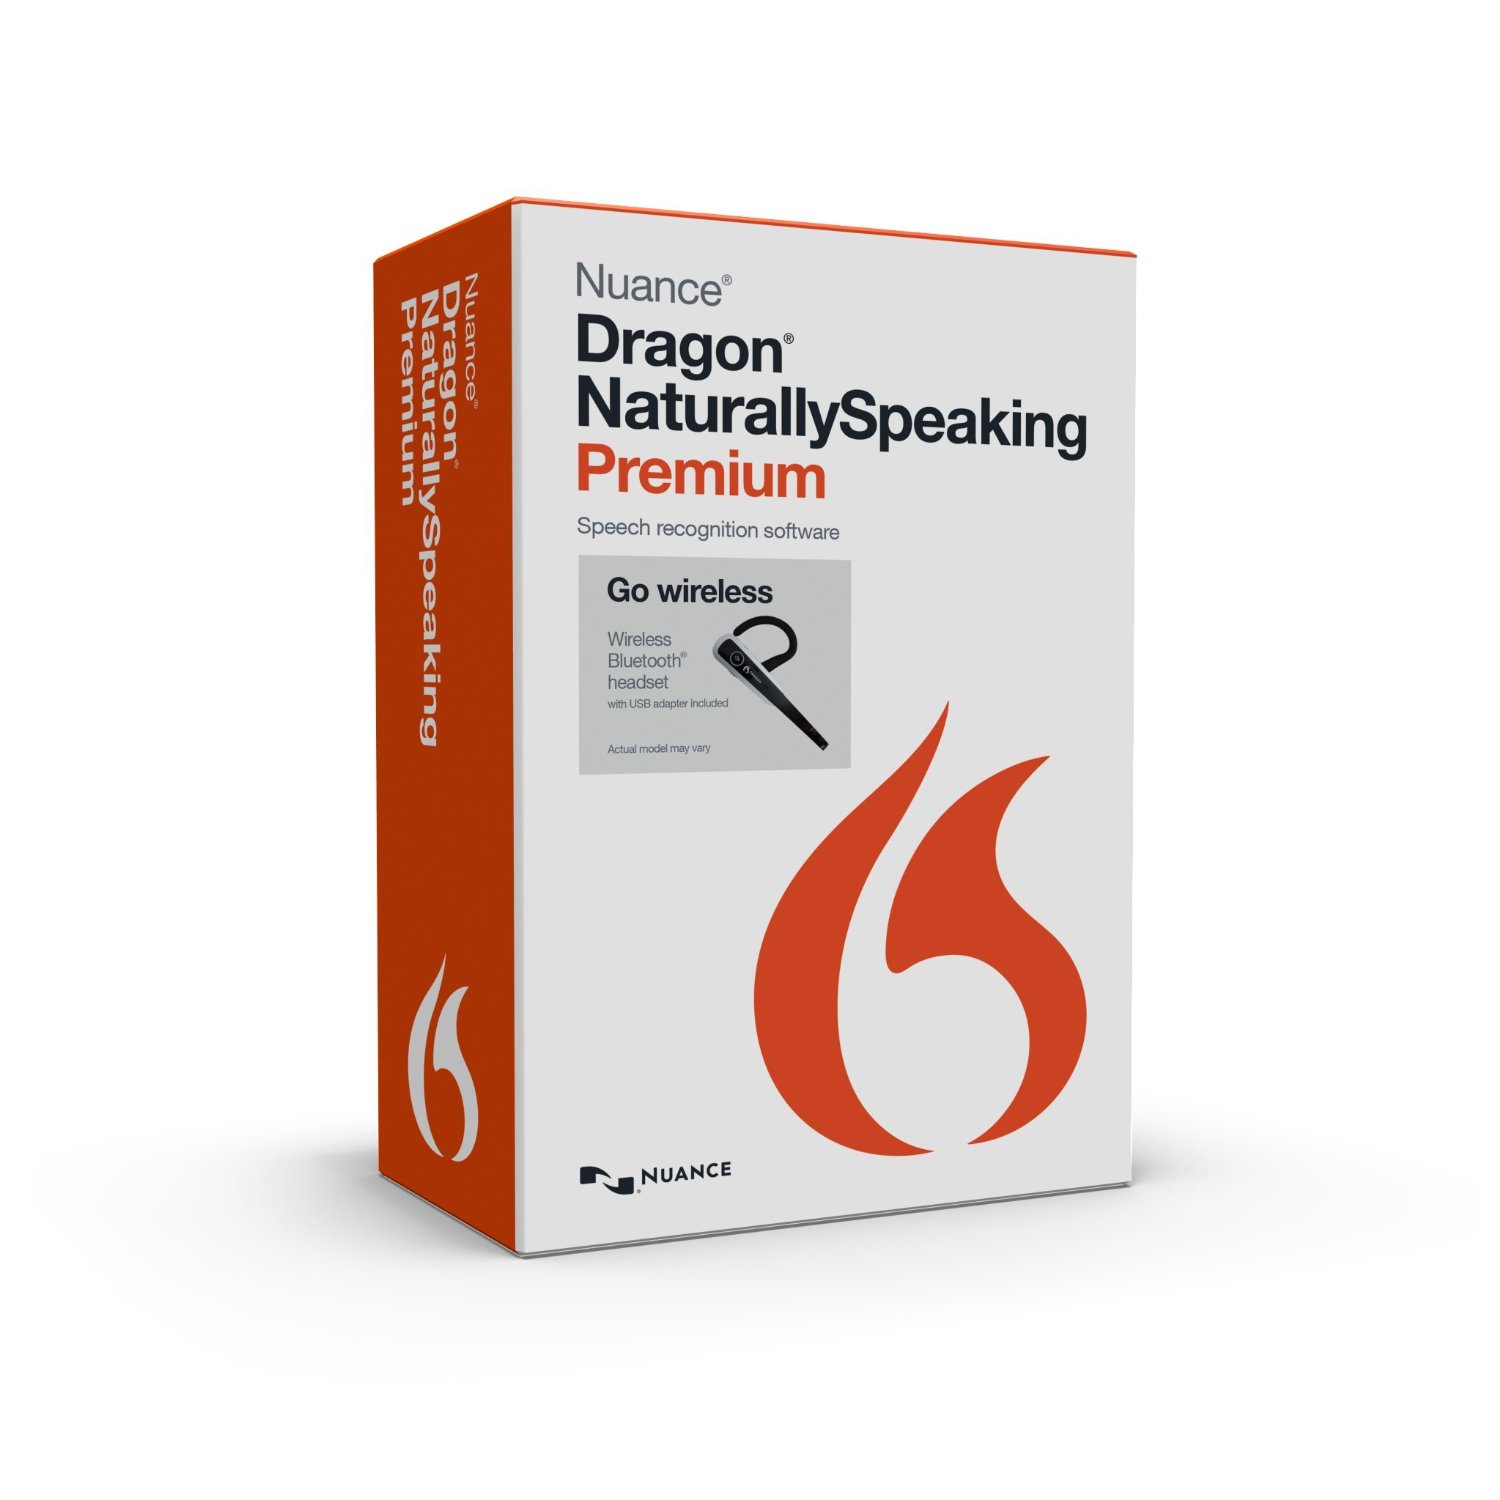 Nuance®
Dragon®
NaturallySpeaking
Premium
Nuance®
Dragon®
NaturallySpeaking
Premium
Speech recognition software
Go wireless
Wireless
Bluetooth®
headset
with USB adapter included
Actual model may vary
NUANCE